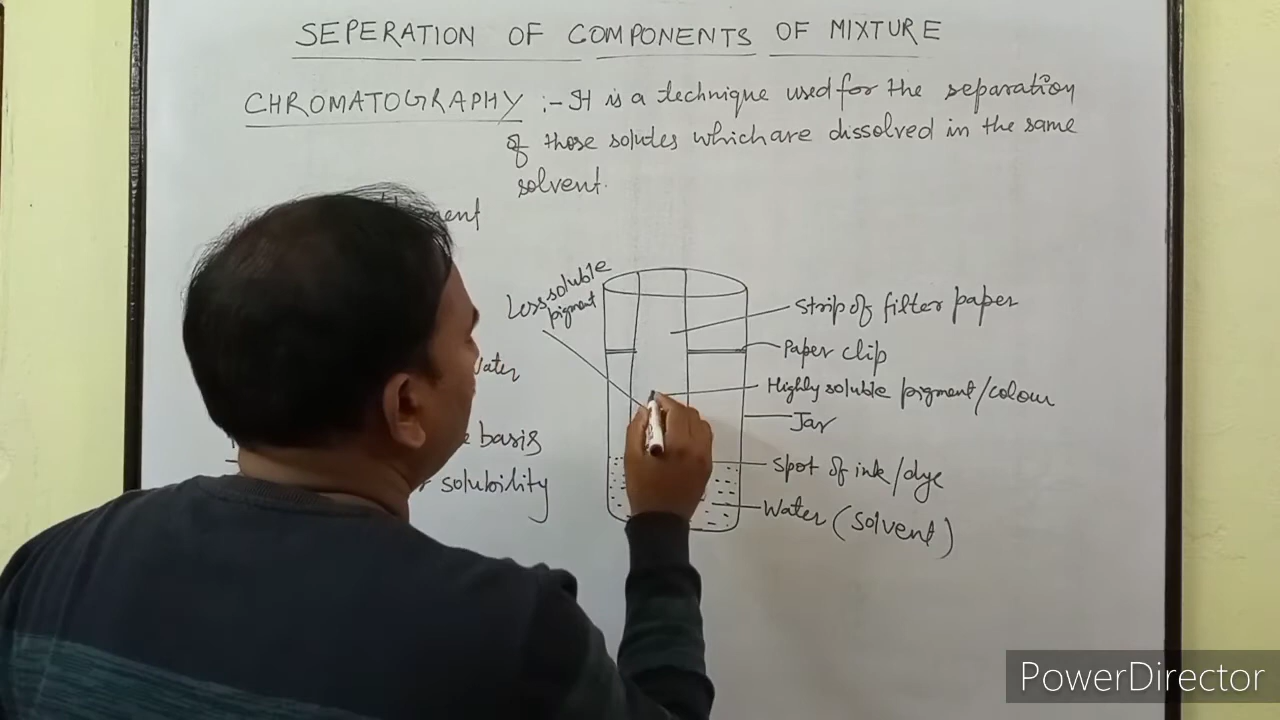 SEPERATION OF COMPONENTS OF MIXTURE
CHROMATOGRAPHY :- It is a technique used for the separation
of those solutes which are dissolved in the same
solvent.
Less soluble
pigment
Strip of filter paper
Paper clip
Highly soluble pigment/colour
Jar
Spot of ink/dye
Water (solvent)
Water
basis
solubility
PowerDirector